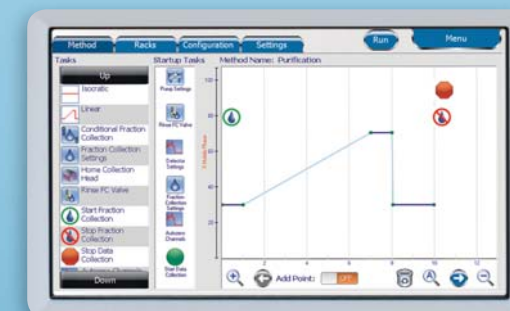 Method
Racks
Configuration
Settings
Run
Menu
Tasks
Startup Tasks
Method Name: Purification
Up
Isocratic
Linear
Conditional Fraction
Collection
Fraction Collection
Settings
Home Collection
Head
Rinse FC Valve
Start Fraction
Collection
Stop Fraction
Collection
Stop Data
Collection
Down
Pump Settings
Rinse FC Valve
Detector
Settings
Fraction
Collection
Settings
Autozero
Channels
Start Data
Collection
100
80
60
40
20
2
4
6
8
10
12
Add Point:
OFF